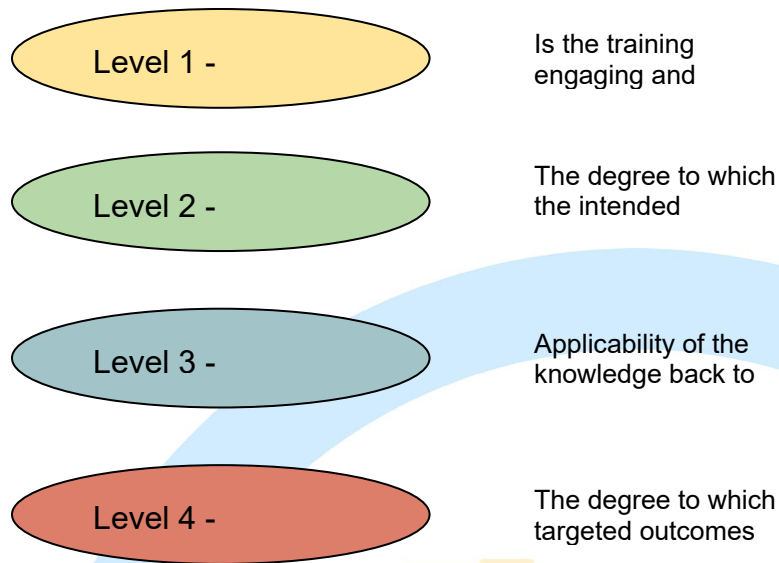 Level 1 -
Is the training
engaging and
Level 2 -
The degree to which
the intended
Level 3 -
Applicability of the
knowledge back to
Level 4 -
The degree to which
targeted outcomes